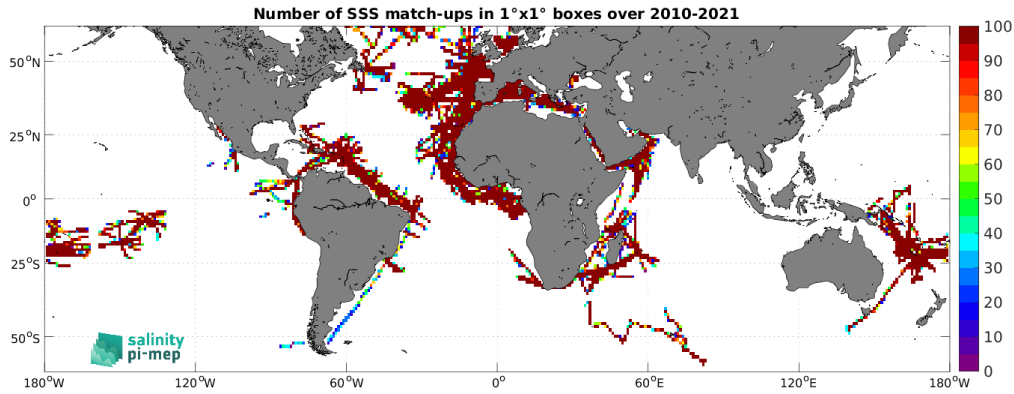 Number of SSS match-ups in 1°x1° boxes over 2010-2021
50°N
25°N
0°
25°S
50°S
180°W 120°W 60°W 0° 60°E 120°E 180°W
100
90
80
70
60
50
40
30
20
10
0
salinity
pi-mep